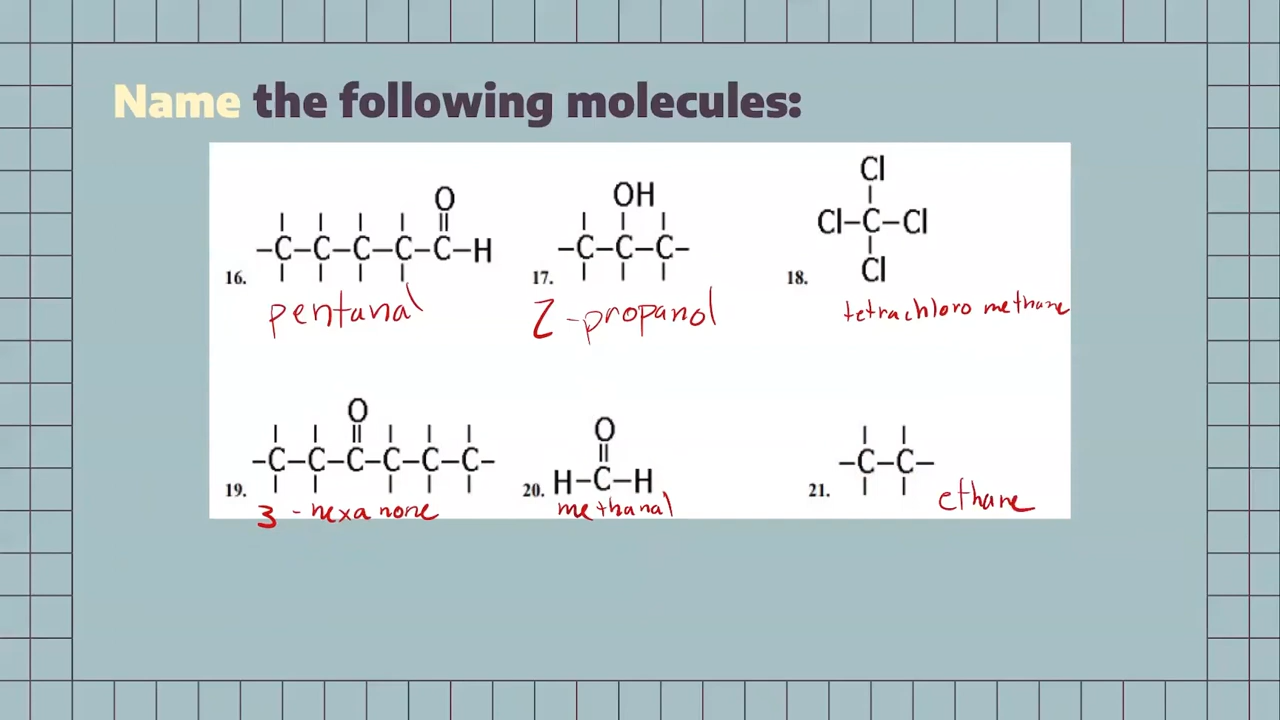 Name the following molecules:
O
–C–C–C–C–C–H
16.
pentanal
OH
–C–C–C–
17.
2-propanol
Cl
Cl–C–Cl
Cl
18.
tetrachloro methane
O
–C–C–C–C–C–C–
19.
3-hexanone
O
H–C–H
20.
methanal
–C–C–
21.
ethane